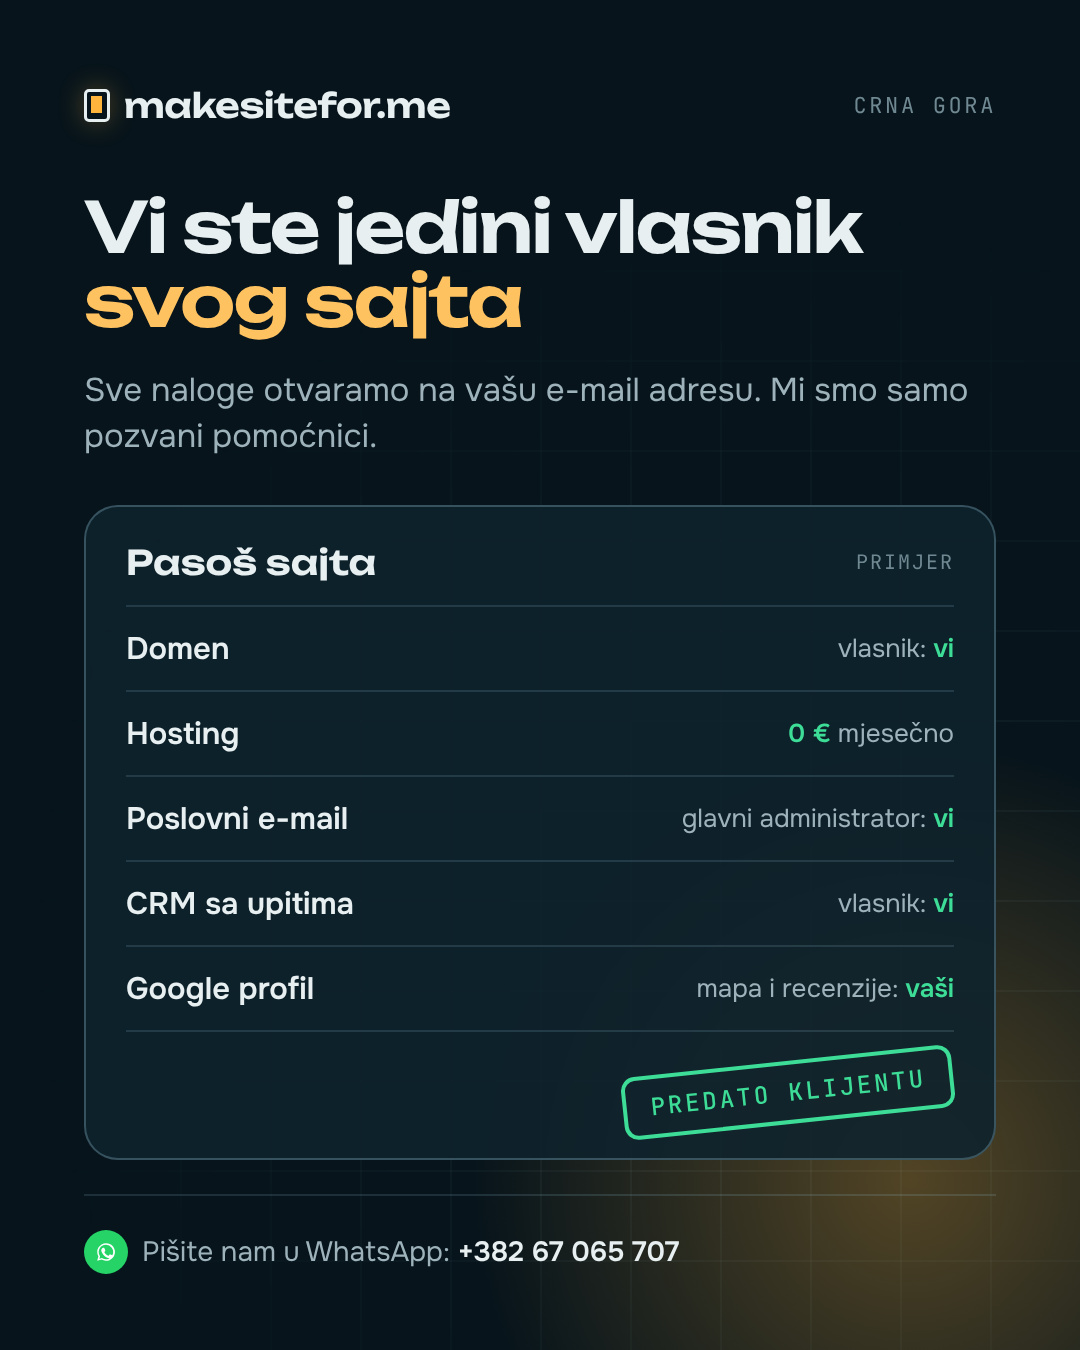 makesitefor.me
CRNA GORA
Vi ste jedini vlasnik
svog sajta
Sve naloge otvaramo na vašu e-mail adresu. Mi smo samo
pozvani pomoćnici.
Pasoš sajta
PRIMJER
Domen
vlasnik: vi
Hosting
0 € mjesečno
Poslovni e-mail
glavni administrator: vi
CRM sa upitima
vlasnik: vi
Google profil
mapa i recenzije: vaši
PREDATO KLIJENTU
Pišite nam u WhatsApp: +382 67 065 707